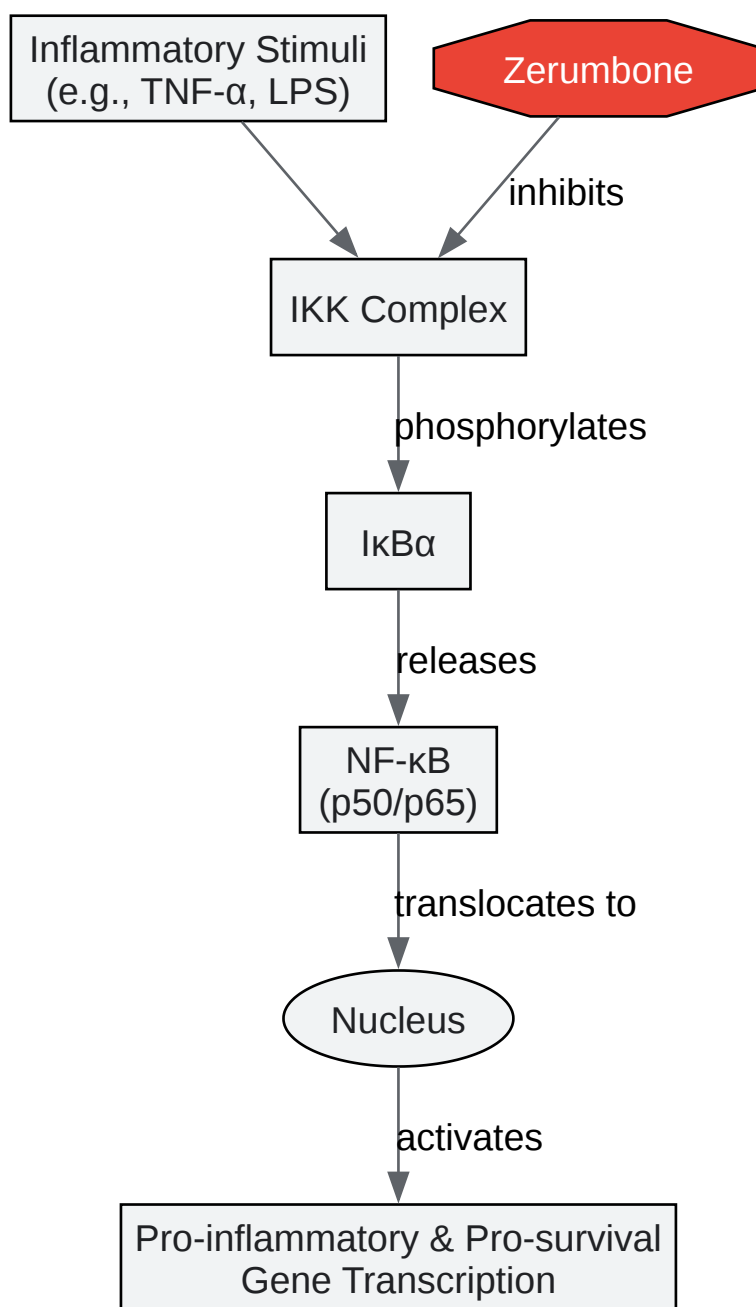 Inflammatory Stimuli
(e.g., TNF-α, LPS)
Zerumbone
inhibits
IKK Complex
phosphorylates
IκBα
releases
NF-κB
(p50/p65)
translocates to
Nucleus
activates
Pro-inflammatory & Pro-survival
Gene Transcription